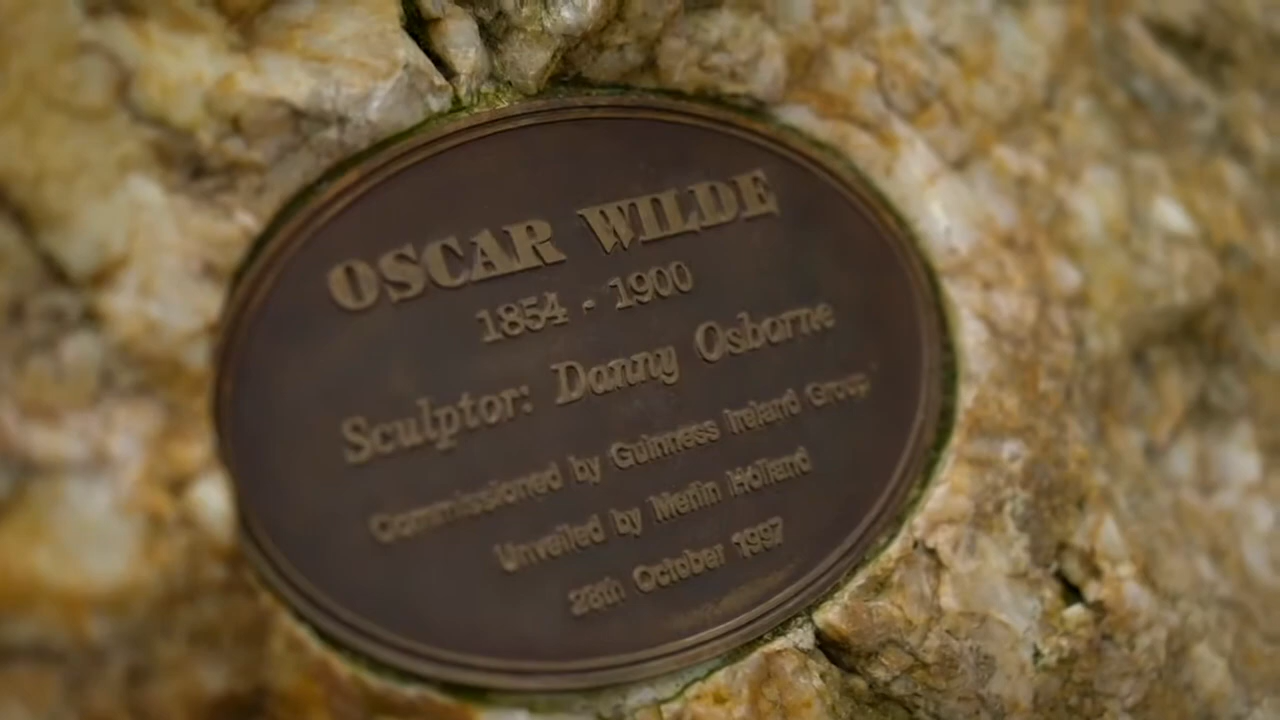 OSCAR WILDE
1854 - 1900
Sculptor: Danny Osborne
Commissioned by Guinness Ireland Group
Unveiled by Merlin Holland
28th October 1997